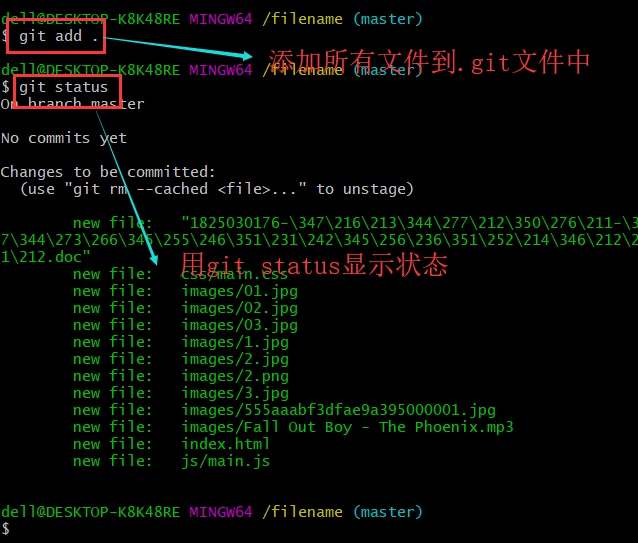 dell@DESKTOP-K8K48RE MINGW64 /filename (master)
$ git add .
添加所有文件到.git文件中
dell@DESKTOP-K8K48RE MINGW64 /filename (master)
$ git status
On branch master
No commits yet
Changes to be committed:
(use "git rm --cached <file>..." to unstage)
new file: "1825030176-\347\216\213\344\277\212\350\276\211-\3
7\344\273\266\346\255\246\351\231\242\345\256\236\351\252\214\346\212\2
1\212.doc"
用git status显示状态
new file: css/main.css
new file: images/01.jpg
new file: images/02.jpg
new file: images/03.jpg
new file: images/1.jpg
new file: images/2.jpg
new file: images/2.png
new file: images/3.jpg
new file: images/555aaabf3dfae9a395000001.jpg
new file: images/Fall Out Boy - The Phoenix.mp3
new file: index.html
new file: js/main.js
dell@DESKTOP-K8K48RE MINGW64 /filename (master)
$